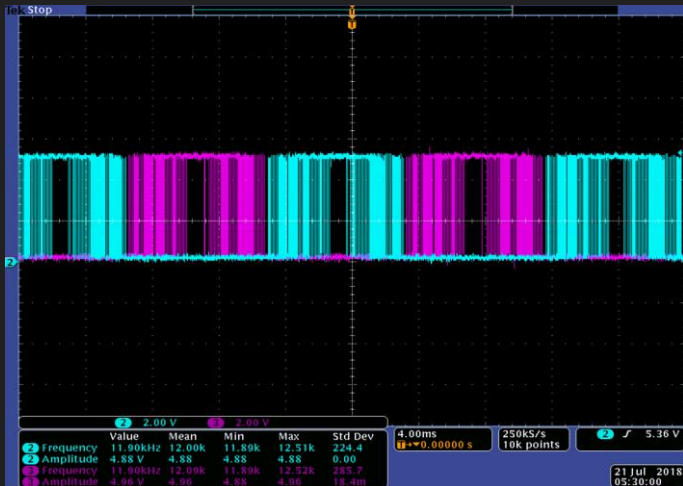 Tek Stop
T
T
2
2 2.00 V 3 2.00 V
Value Mean Min Max Std Dev
2 Frequency 11.90kHz 12.00k 11.89k 12.51k 224.4
2 Amplitude 4.88 V 4.88 4.88 4.88 0.00
3 Frequency 11.90kHz 12.09k 11.89k 12.52k 285.7
3 Amplitude 4.96 V 4.96 4.88 4.96 18.4m
4.00ms
T→▼0.00000 s
250kS/s
10k points
2 ∫ 5.36 V
21 Jul 2018
05:30:00